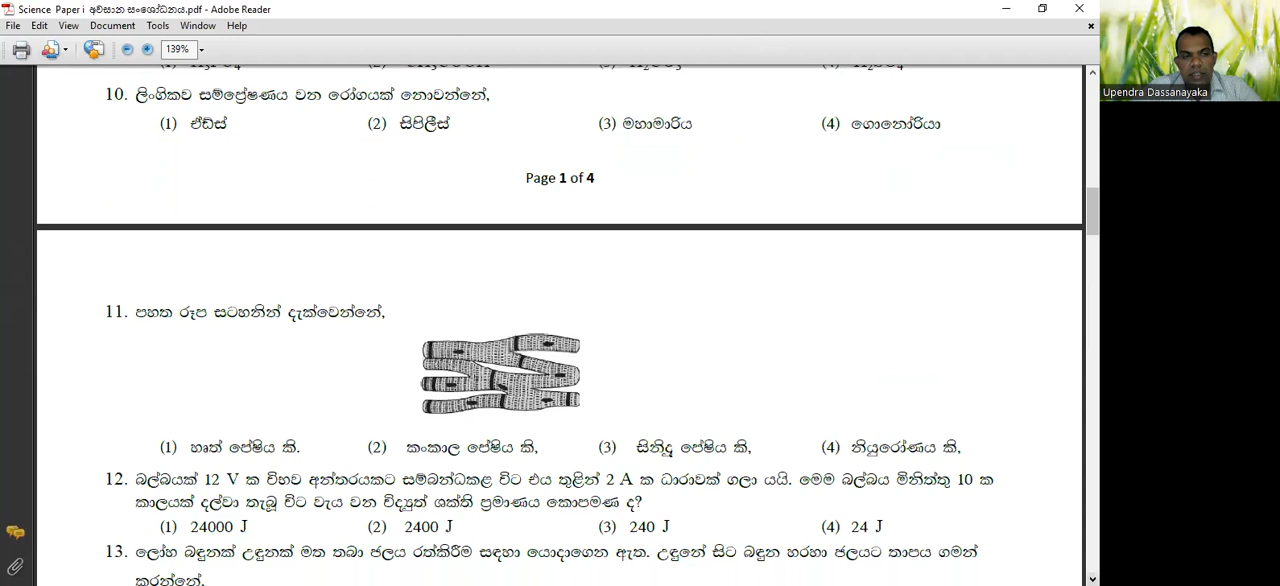 Science Paper i අවසාන සංශෝධනය.pdf - Adobe Reader
File Edit View Document Tools Window Help
139%
10. ලිංගිකව සම්ප්‍රේෂණය වන රෝගයක් නොවන්නේ,
(1) ඒඩ්ස් (2) සිපිලිස් (3) මහාමාරිය (4) ගොනෝරියා
Page 1 of 4
11. පහත රූප සටහනින් දැක්වෙන්නේ,
(1) හෘත් පේෂිය කි. (2) කංකාල පේෂිය කි, (3) සිනිඳු පේෂිය කි, (4) නියුරෝණය කි,
12. බල්බයක් 12 V ක විභව අන්තරයකට සම්බන්ධකළ විට එය තුළින් 2 A ක ධාරාවක් ගලා යයි. මෙම බල්බය මිනිත්තු 10 ක
කාලයක් දල්වා තැබූ විට වැය වන විද්‍යුත් ශක්ති ප්‍රමාණය කොපමණ ද?
(1) 24000 J (2) 2400 J (3) 240 J (4) 24 J
13. ලෝහ බඳුනක් උඳුනක් මත තබා ජලය රත්කිරීම සඳහා යොදාගෙන ඇත. උඳුනේ සිට බඳුන හරහා ජලයට තාපය ගමන්
කරන්නේ,
Upendra Dassanayaka